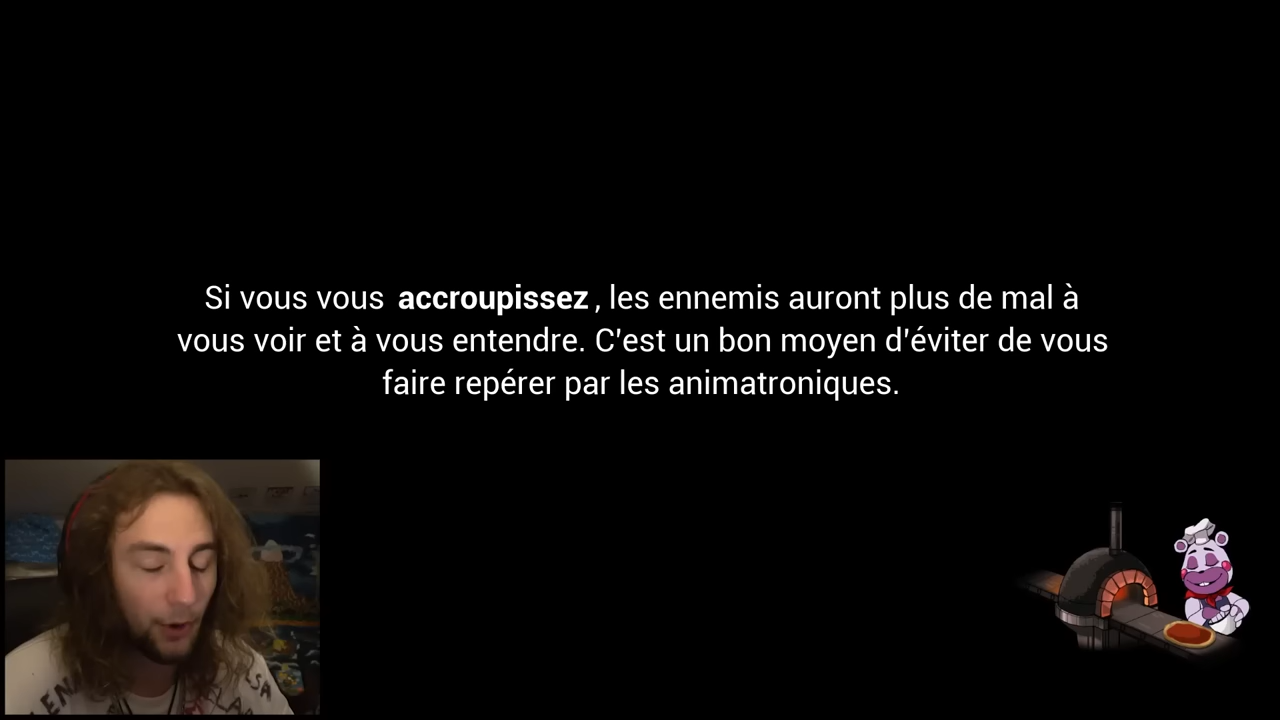 Si vous vous accroupissez, les ennemis auront plus de mal à
vous voir et à vous entendre. C'est un bon moyen d'éviter de vous
faire repérer par les animatroniques.